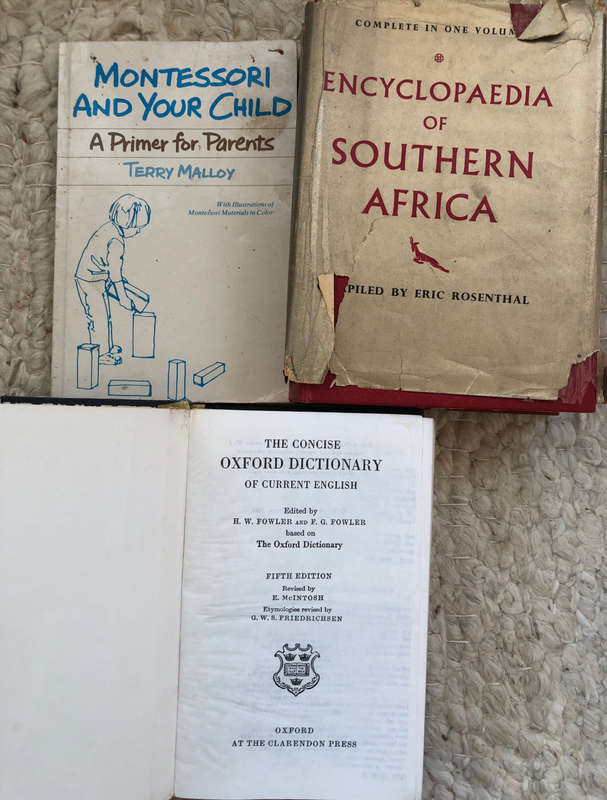 MONTESSORI
AND YOUR CHILD
A Primer for Parents
TERRY MALLOY
With Illustrations of
Montessori Materials in Color
COMPLETE IN ONE
ENCYCLOPAEDIA
OF
SOUTHERN
AFRICA
BY ERIC ROSENTHAL
THE CONCISE
OXFORD DICTIONARY
OF CURRENT ENGLISH
Edited by
H. W. FOWLER AND F. G. FOWLER
based on
The Oxford Dictionary
FIFTH EDITION
Revised by
E. McINTOSH
Etymologies revised by
G. W. S. FRIEDRICHSEN
OXFORD
AT THE CLARENDON PRESS